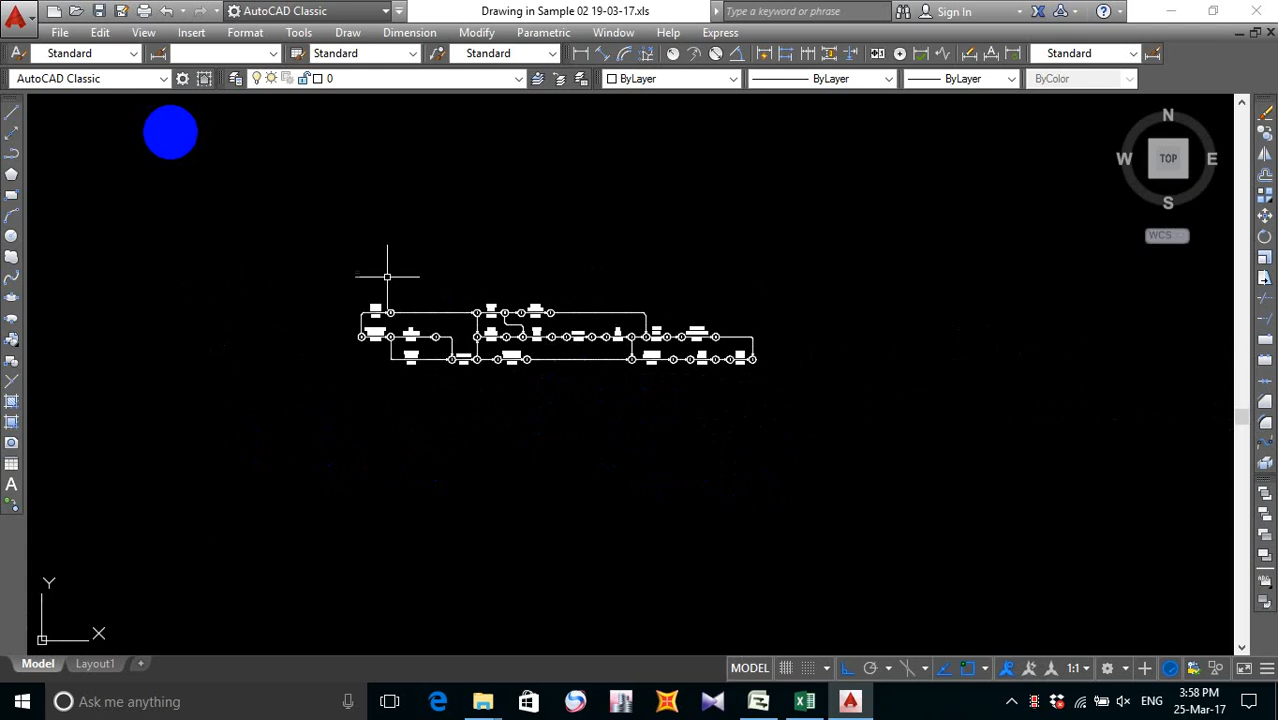 AutoCAD Classic
Drawing in Sample 02 19-03-17.xls
Type a keyword or phrase
Sign In
File Edit View Insert Format Tools Draw Dimension Modify Parametric Window Help Express
Standard Standard Standard Standard
AutoCAD Classic 0 ByLayer ByLayer ByLayer ByColor
N
W TOP E
S
WCS
Y
X
A
Model Layout1 +
MODEL 1:1
Ask me anything
ENG
3:58 PM
25-Mar-17